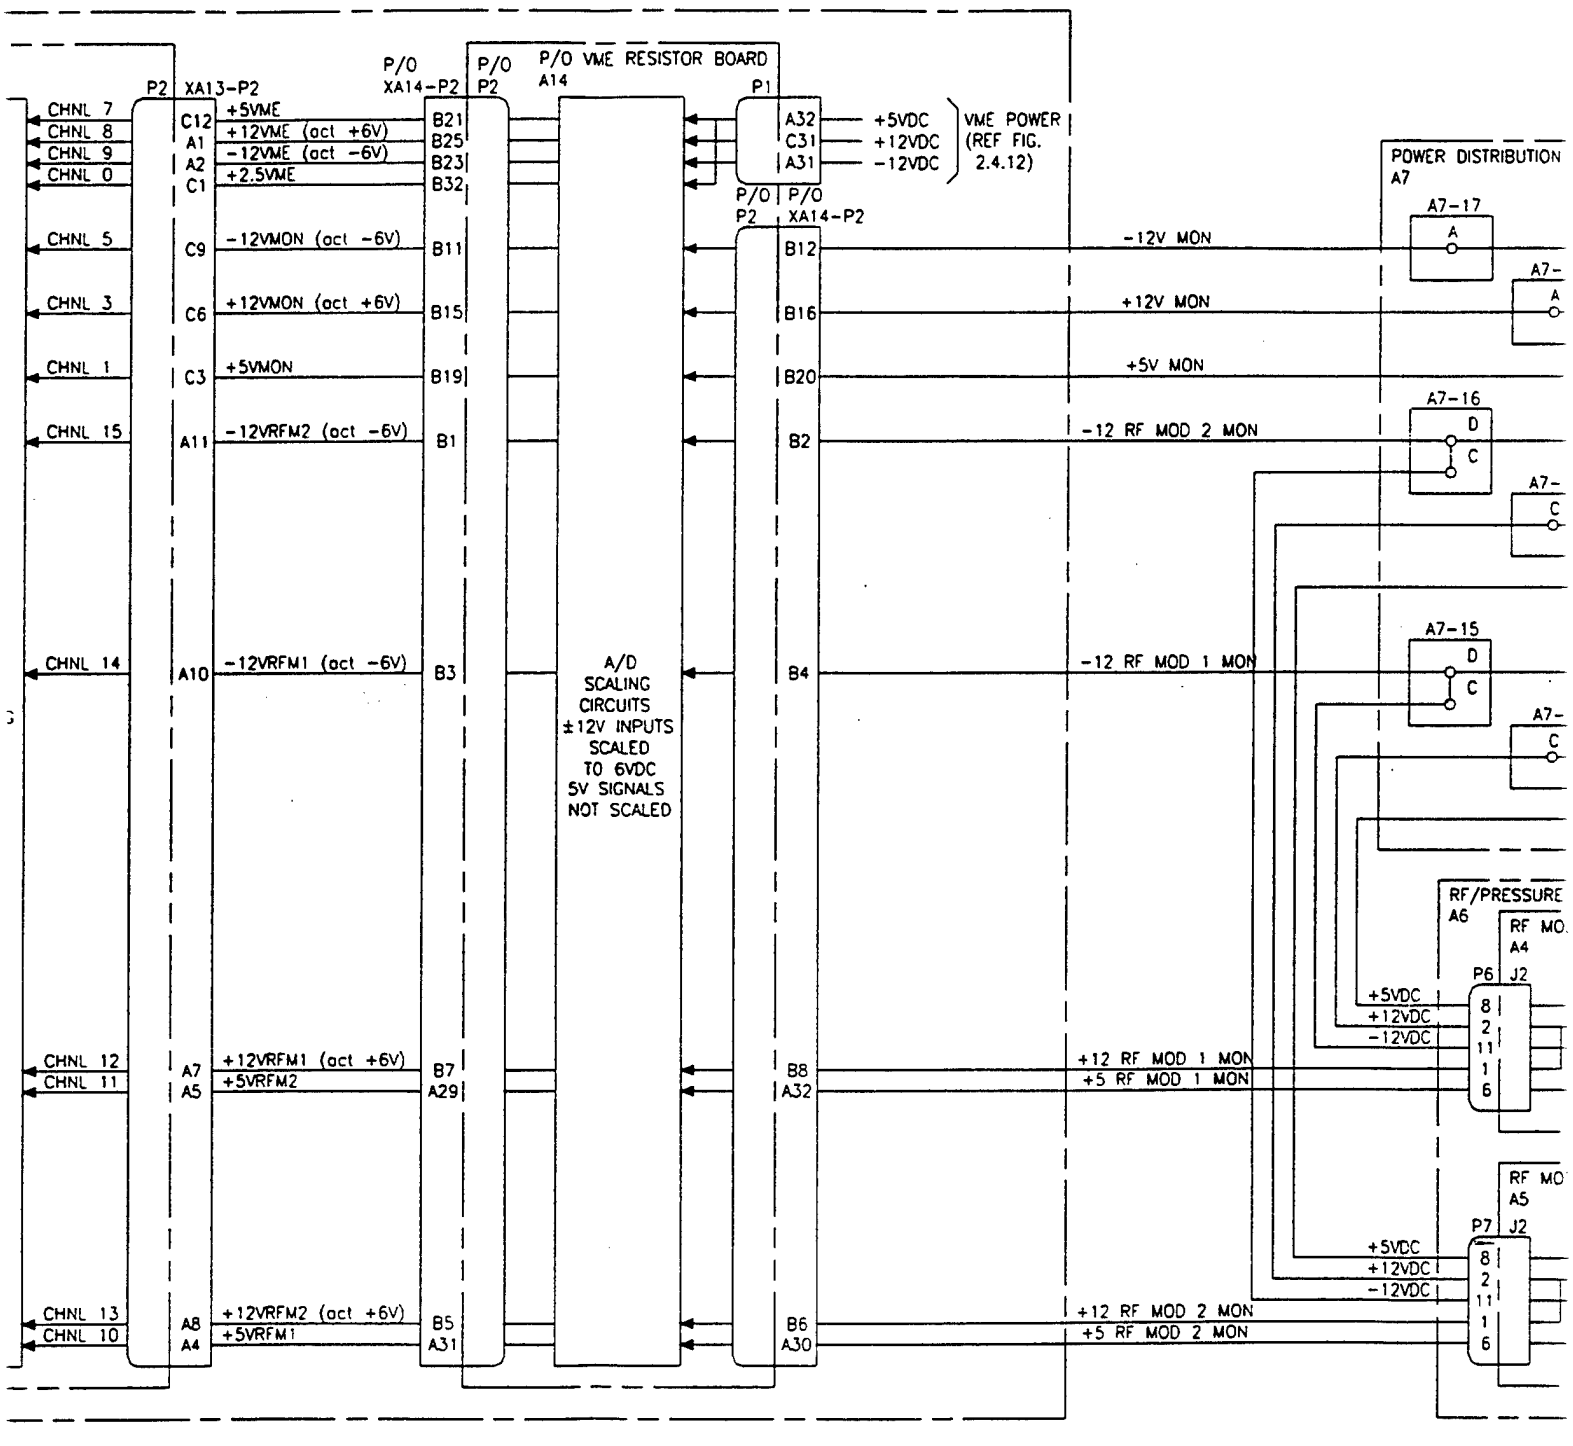 P/O VME RESISTOR BOARD
A14
P/O
XA14-P2
P/O
P2
P2
XA13-P2
P1
CHNL 7
CHNL 8
CHNL 9
CHNL 0
C12
A1
A2
C1
+5VME
+12VME (act +6V)
-12VME (act -6V)
+2.5VME
B21
B25
B23
B32
A32
C31
A31
+5VDC
+12VDC
-12VDC
VME POWER
(REF FIG.
2.4.12)
P/O
P2
P/O
XA14-P2
POWER DISTRIBUTION
A7
A7-17
A
CHNL 5
C9
-12VMON (act -6V)
B11
B12
-12V MON
A7-
A
CHNL 3
C6
+12VMON (act +6V)
B15
B16
+12V MON
CHNL 1
C3
+5VMON
B19
B20
+5V MON
A7-16
D
C
CHNL 15
A11
-12VRFM2 (act -6V)
B1
B2
-12 RF MOD 2 MON
A7-
C
A7-15
D
C
CHNL 14
A10
-12VRFM1 (act -6V)
B3
B4
-12 RF MOD 1 MON
A/D
SCALING
CIRCUITS
±12V INPUTS
SCALED
TO 6VDC
5V SIGNALS
NOT SCALED
A7-
C
RF/PRESSURE
A6
RF MO
A4
P6
J2
+5VDC
+12VDC
-12VDC
8
2
11
1
6
CHNL 12
CHNL 11
A7
A5
+12VRFM1 (act +6V)
+5VRFM2
B7
A29
B8
A32
+12 RF MOD 1 MON
+5 RF MOD 1 MON
RF MO
A5
P7
J2
+5VDC
+12VDC
-12VDC
8
2
11
1
6
CHNL 13
CHNL 10
A8
A4
+12VRFM2 (act +6V)
+5VRFM1
B5
A31
B6
A30
+12 RF MOD 2 MON
+5 RF MOD 2 MON